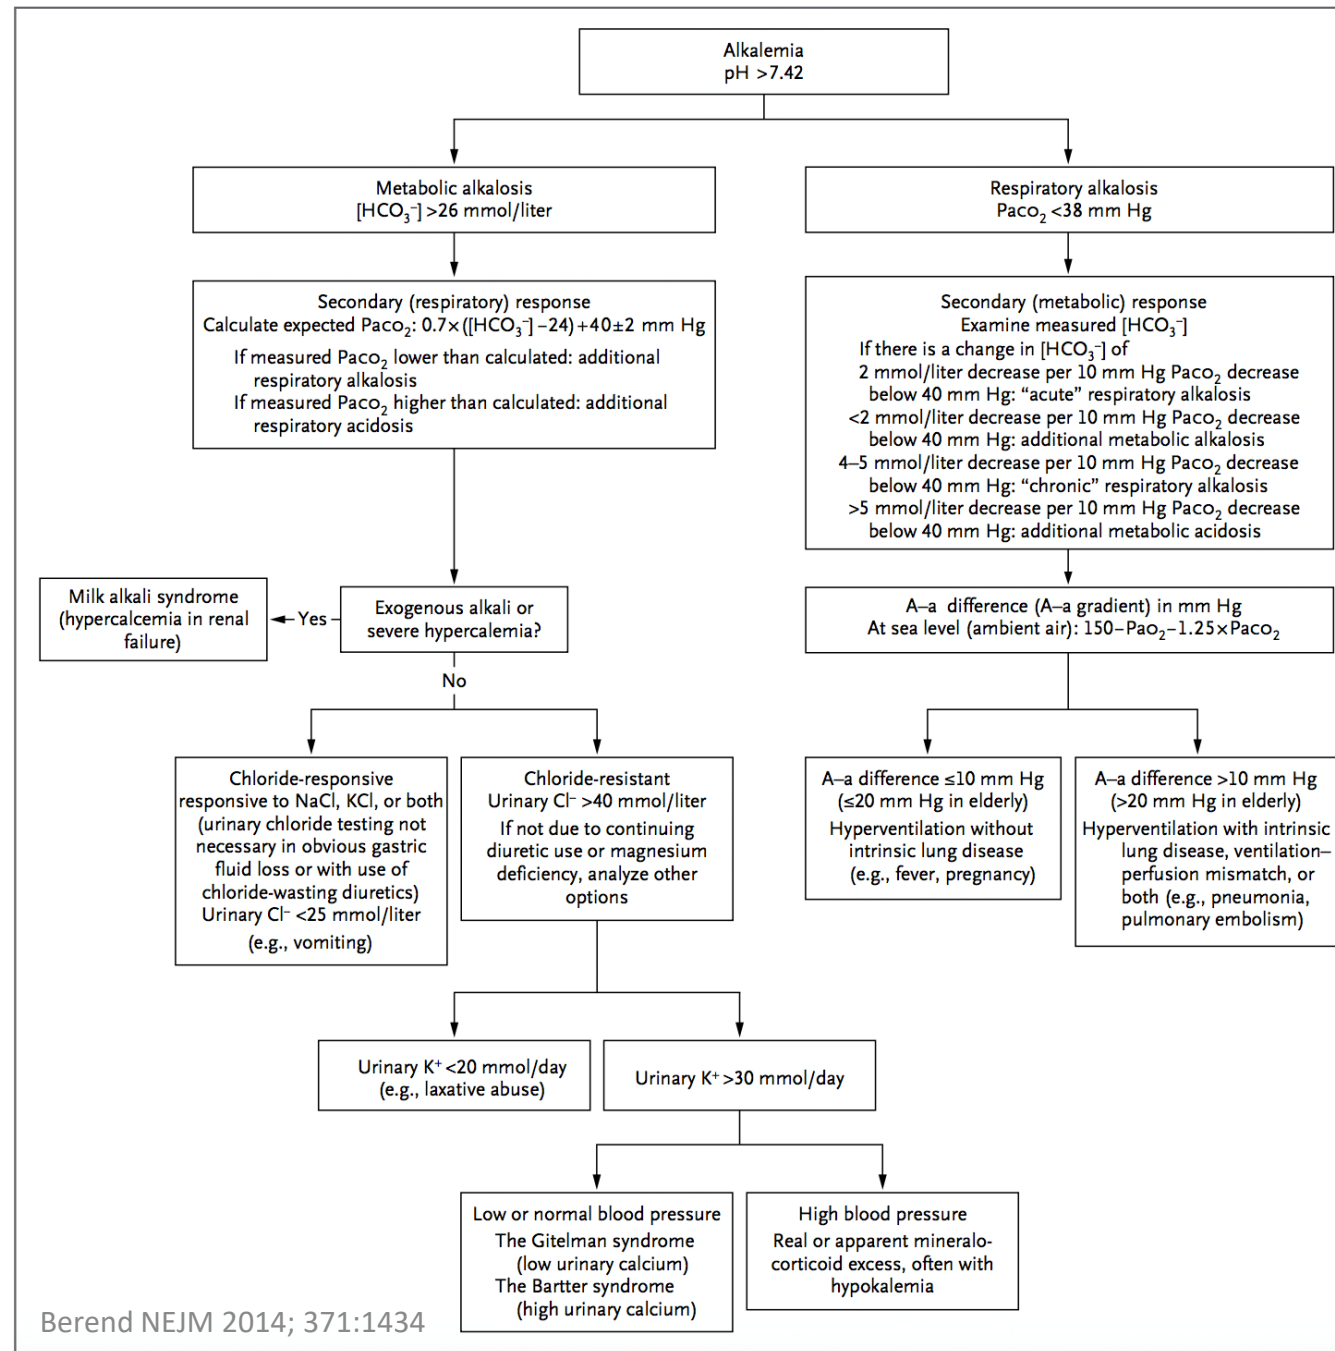 Alkalemia
pH >7.42
Metabolic alkalosis
[HCO₃⁻] >26 mmol/liter
Respiratory alkalosis
Paco₂ <38 mm Hg
Secondary (respiratory) response
Calculate expected Paco₂: 0.7×([HCO₃⁻]−24)+40±2 mm Hg
If measured Paco₂ lower than calculated: additional
respiratory alkalosis
If measured Paco₂ higher than calculated: additional
respiratory acidosis
Secondary (metabolic) response
Examine measured [HCO₃⁻]
If there is a change in [HCO₃⁻] of
2 mmol/liter decrease per 10 mm Hg Paco₂ decrease
below 40 mm Hg: “acute” respiratory alkalosis
<2 mmol/liter decrease per 10 mm Hg Paco₂ decrease
below 40 mm Hg: additional metabolic alkalosis
4–5 mmol/liter decrease per 10 mm Hg Paco₂ decrease
below 40 mm Hg: “chronic” respiratory alkalosis
>5 mmol/liter decrease per 10 mm Hg Paco₂ decrease
below 40 mm Hg: additional metabolic acidosis
Milk alkali syndrome
(hypercalcemia in renal
failure)
Yes
Exogenous alkali or
severe hypercalemia?
No
A–a difference (A–a gradient) in mm Hg
At sea level (ambient air): 150−Pao₂−1.25×Paco₂
Chloride-responsive
responsive to NaCl, KCl, or both
(urinary chloride testing not
necessary in obvious gastric
fluid loss or with use of
chloride-wasting diuretics)
Urinary Cl⁻ <25 mmol/liter
(e.g., vomiting)
Chloride-resistant
Urinary Cl⁻ >40 mmol/liter
If not due to continuing
diuretic use or magnesium
deficiency, analyze other
options
A–a difference ≤10 mm Hg
(≤20 mm Hg in elderly)
Hyperventilation without
intrinsic lung disease
(e.g., fever, pregnancy)
A–a difference >10 mm Hg
(>20 mm Hg in elderly)
Hyperventilation with intrinsic
lung disease, ventilation–
perfusion mismatch, or
both (e.g., pneumonia,
pulmonary embolism)
Urinary K⁺ <20 mmol/day
(e.g., laxative abuse)
Urinary K⁺ >30 mmol/day
Low or normal blood pressure
The Gitelman syndrome
(low urinary calcium)
The Bartter syndrome
(high urinary calcium)
High blood pressure
Real or apparent mineralo-
corticoid excess, often with
hypokalemia
Berend NEJM 2014; 371:1434